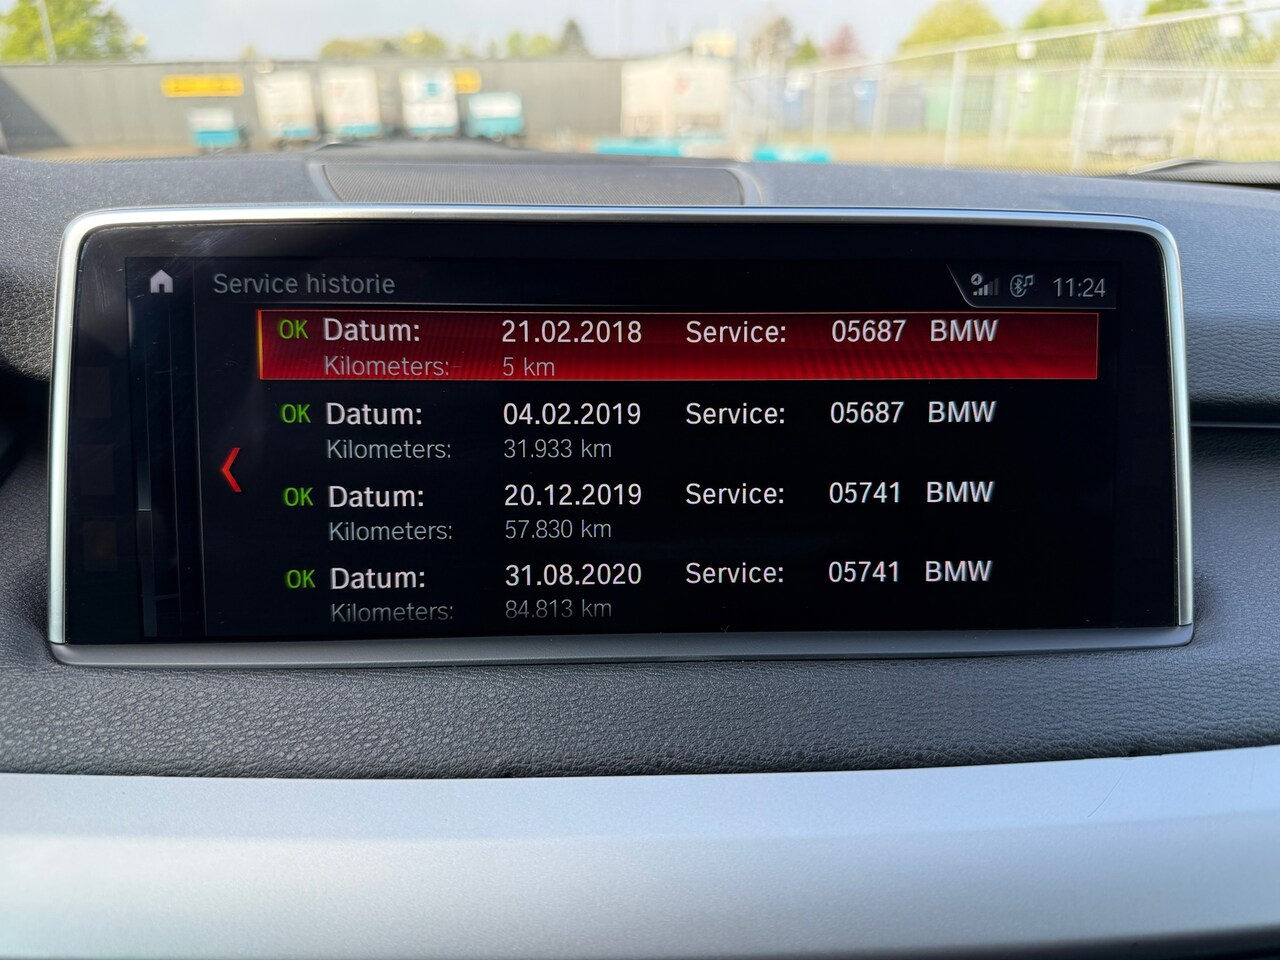 Service historie 11:24
OK Datum: 21.02.2018 Service: 05687 BMW
Kilometers: 5 km
OK Datum: 04.02.2019 Service: 05687 BMW
Kilometers: 31.933 km
OK Datum: 20.12.2019 Service: 05741 BMW
Kilometers: 57.830 km
OK Datum: 31.08.2020 Service: 05741 BMW
Kilometers: 84.813 km